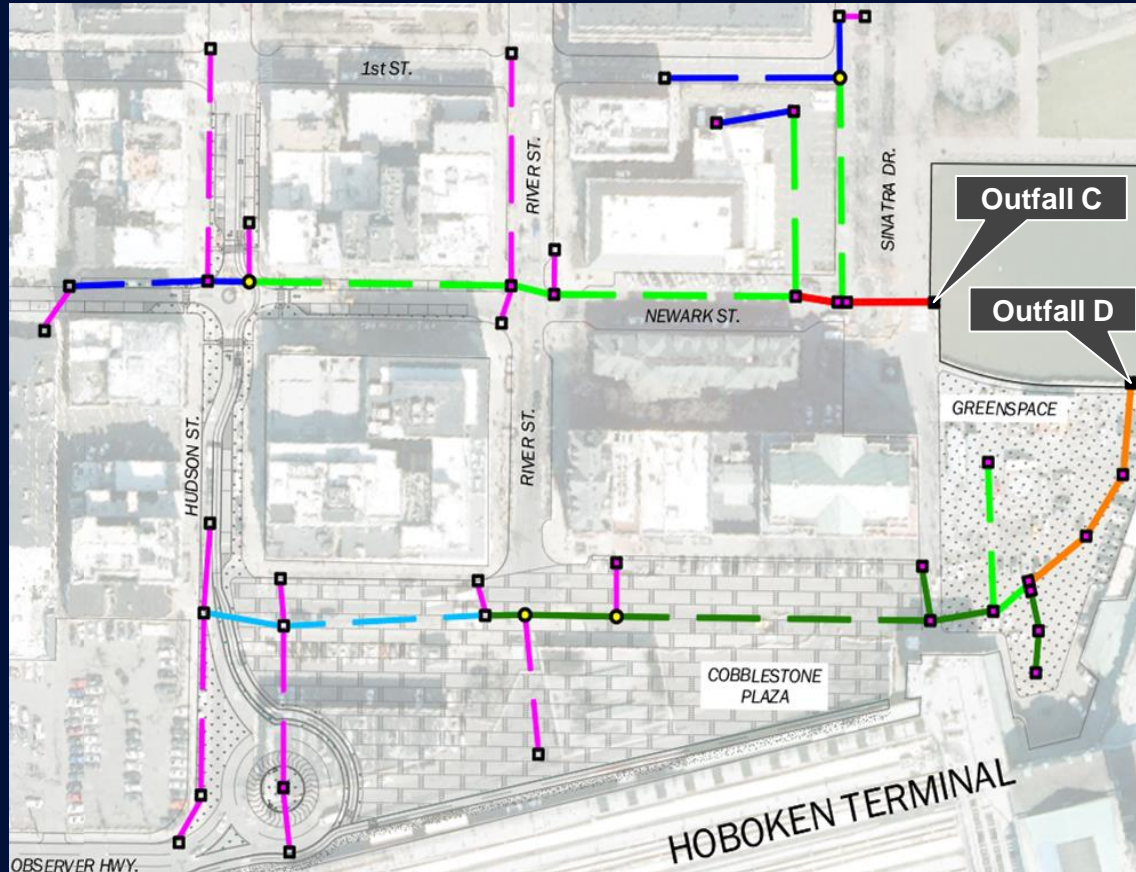 1st ST.
RIVER ST.
SINATRA DR.
Outfall C
Outfall D
NEWARK ST.
GREENSPACE
HUDSON ST.
RIVER ST.
COBBLESTONE
PLAZA
HOBOKEN TERMINAL
OBSERVER HWY.